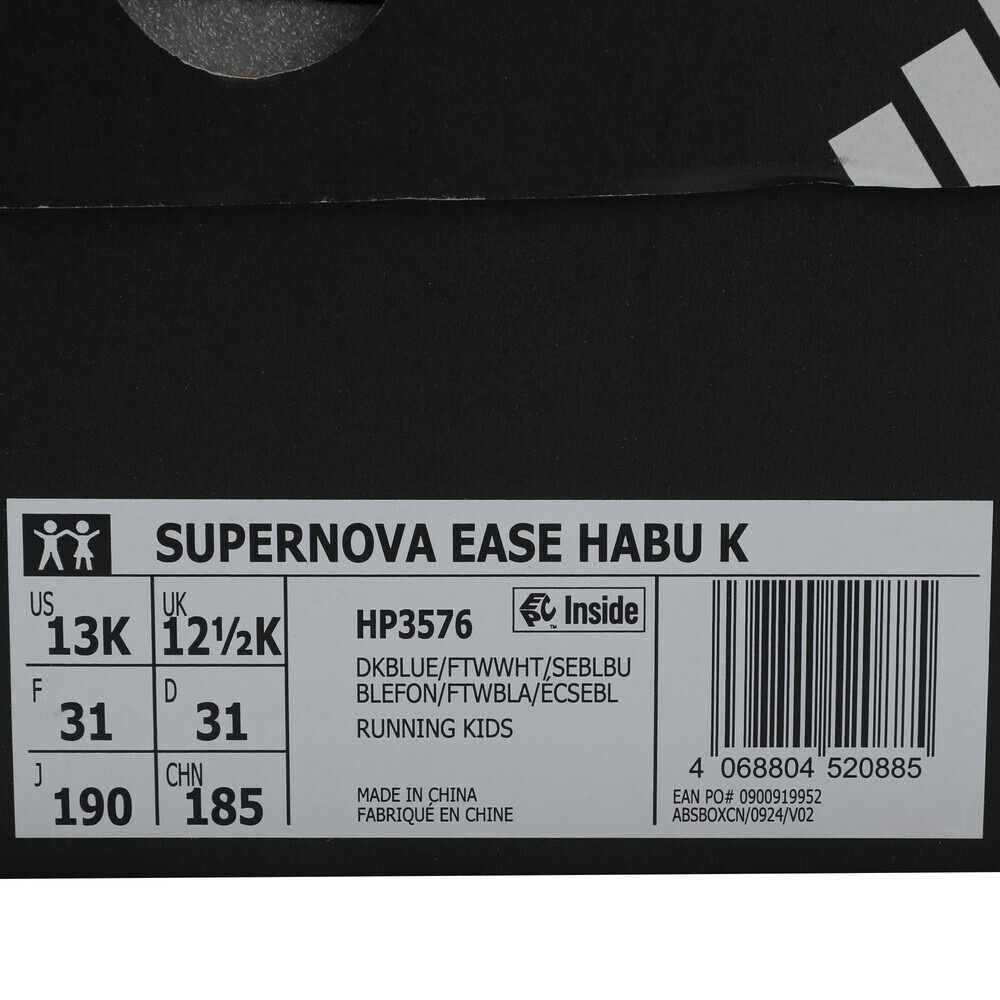 SUPERNOVA EASE HABU K
US 13K
UK 12½K
F 31
D 31
J 190
CHN 185
HP3576
EPC Inside
™
DKBLUE/FTWWHT/SEBLBU
BLEFON/FTWBLA/ÉCSEBL
RUNNING KIDS
MADE IN CHINA
FABRIQUÉ EN CHINE
4 068804 520885
EAN PO# 0900919952
ABSBOXCN/0924/V02